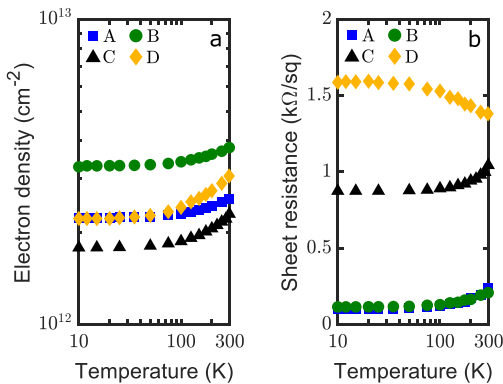 10^13
A B
C D
a
10^12
10 100 300
Temperature (K)
Electron density (cm^-2)
2
A B
C D
b
1.5
1
0.5
0
10 100 300
Temperature (K)
Sheet resistance (kΩ/sq)